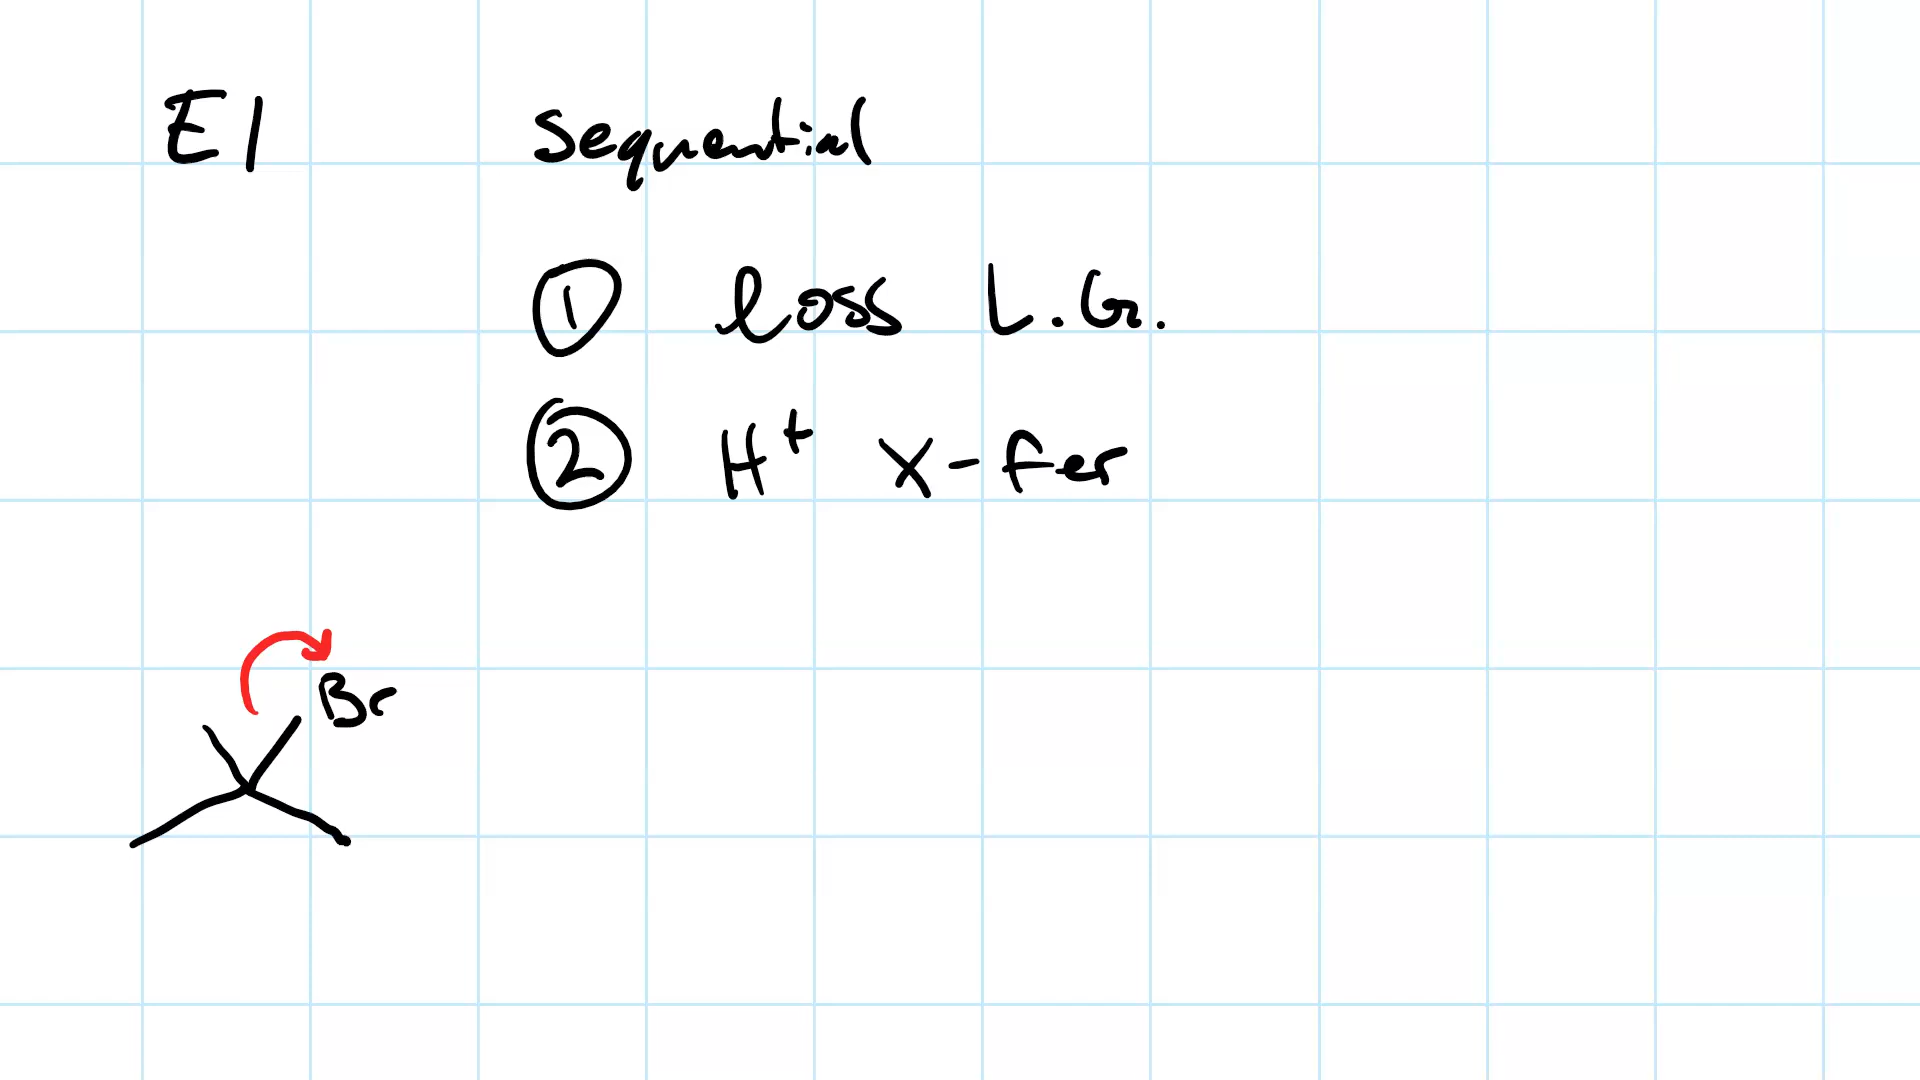 E1 sequential
① loss L.G.
② H⁺ X-fer
Br